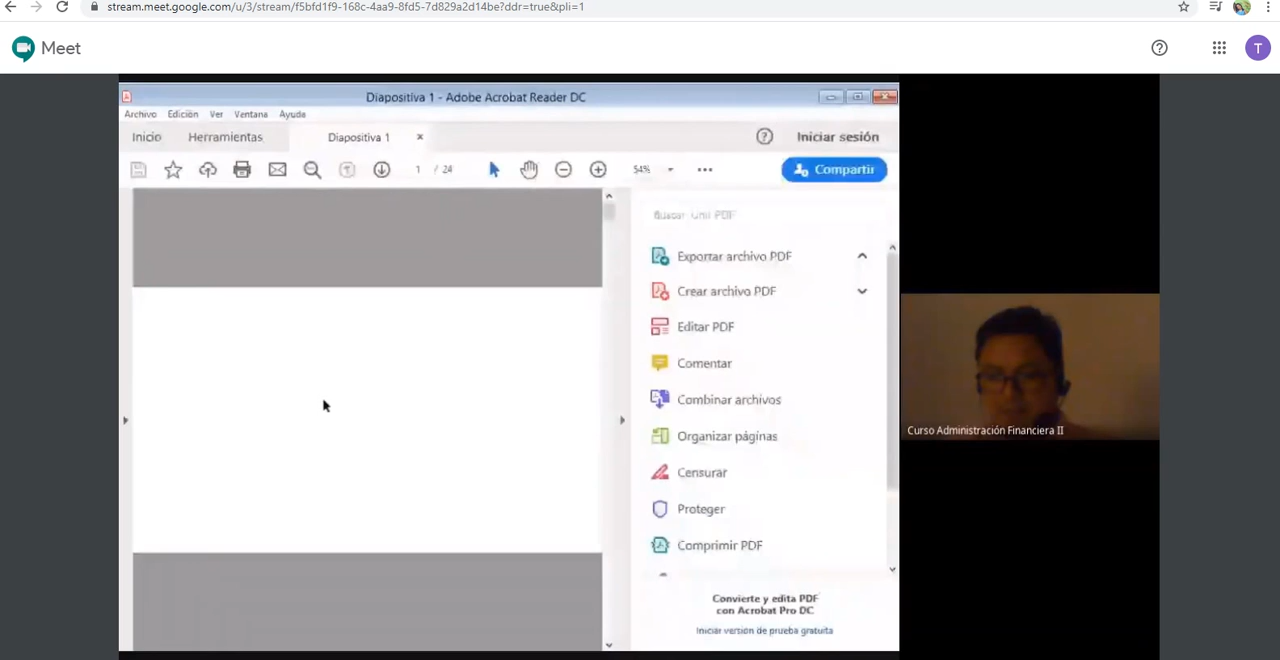 stream.meet.google.com/u/3/stream/f5bfd1f9-168c-4aa9-8fd5-7d829a2d14be?ddr=true&pli=1
Meet
T
Diapositiva 1 - Adobe Acrobat Reader DC
Archivo Edición Ver Ventana Ayuda
Inicio Herramientas Diapositiva 1 × Iniciar sesión
1 / 24 54% Compartir
Buscar Unir PDF
Exportar archivo PDF
Crear archivo PDF
Editar PDF
Comentar
Combinar archivos
Organizar páginas
Censurar
Proteger
Comprimir PDF
Convierte y edita PDF
con Acrobat Pro DC
Iniciar versión de prueba gratuita
Curso Administración Financiera II